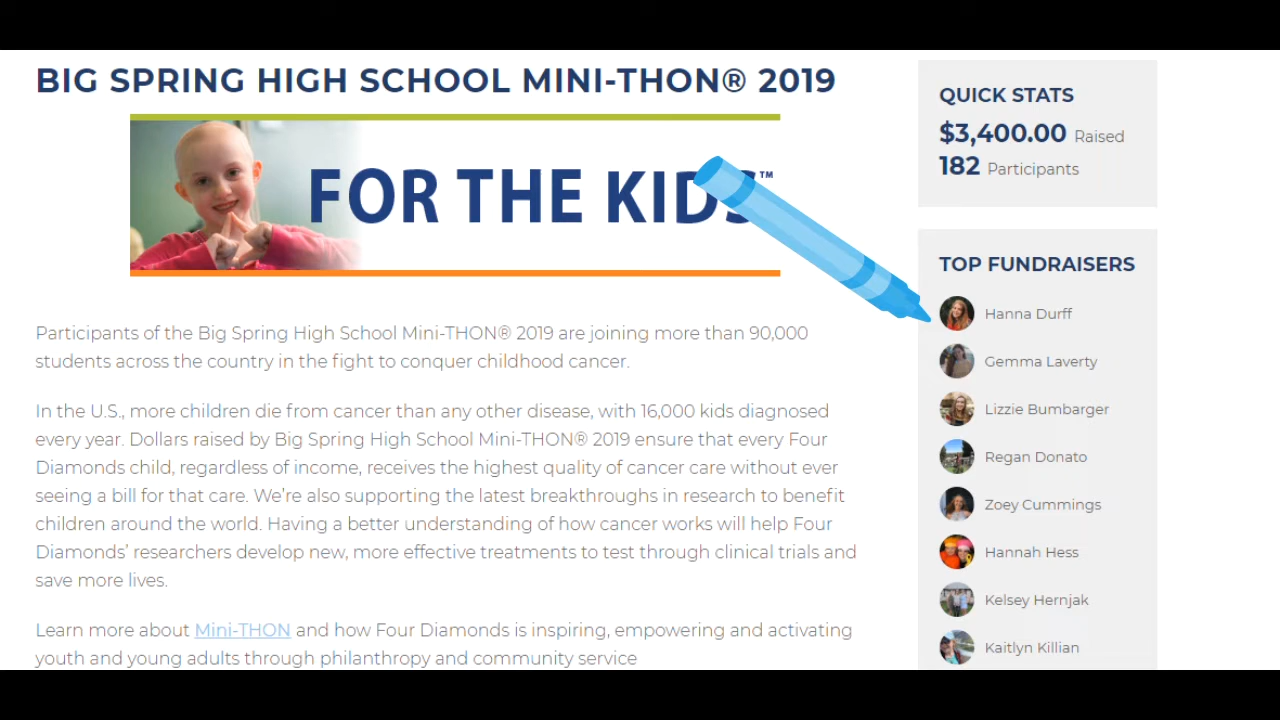 BIG SPRING HIGH SCHOOL MINI-THON® 2019
FOR THE KIDS™
Participants of the Big Spring High School Mini-THON® 2019 are joining more than 90,000
students across the country in the fight to conquer childhood cancer.
In the U.S., more children die from cancer than any other disease, with 16,000 kids diagnosed
every year. Dollars raised by Big Spring High School Mini-THON® 2019 ensure that every Four
Diamonds child, regardless of income, receives the highest quality of cancer care without ever
seeing a bill for that care. We’re also supporting the latest breakthroughs in research to benefit
children around the world. Having a better understanding of how cancer works will help Four
Diamonds’ researchers develop new, more effective treatments to test through clinical trials and
save more lives.
Learn more about Mini-THON and how Four Diamonds is inspiring, empowering and activating
youth and young adults through philanthropy and community service
QUICK STATS
$3,400.00 Raised
182 Participants
TOP FUNDRAISERS
Hanna Durff
Gemma Laverty
Lizzie Bumbarger
Regan Donato
Zoey Cummings
Hannah Hess
Kelsey Hernjak
Kaitlyn Killian